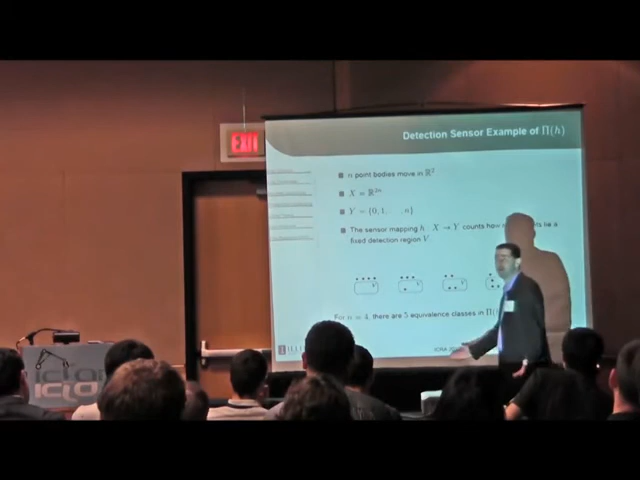 EXIT
Detection Sensor Example of Π(h)
n point bodies move in ℝ²
X = ℝ²ⁿ
Y = {0, 1, . . . , n}
The sensor mapping h : X → Y counts how lie a
fixed detection region V.
For n = 4, there are 5 equivalence classes in Π(